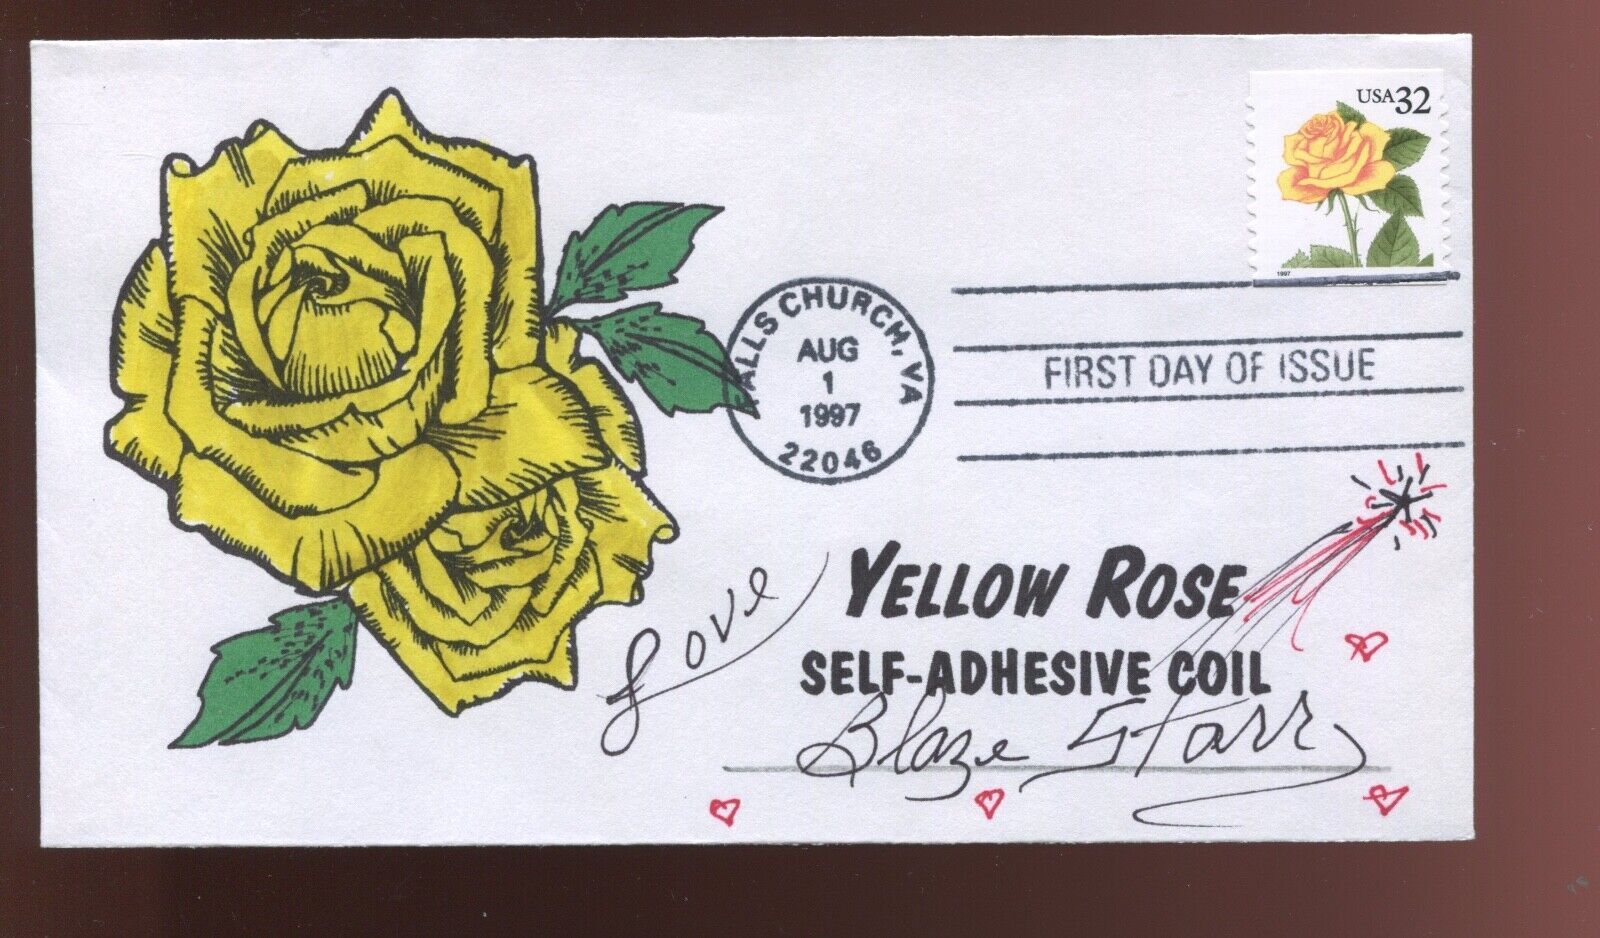 USA 32
1997
FALLS CHURCH, VA
AUG
1
1997
22046
FIRST DAY OF ISSUE
YELLOW ROSE
SELF-ADHESIVE COIL
Love
Blaze Starr